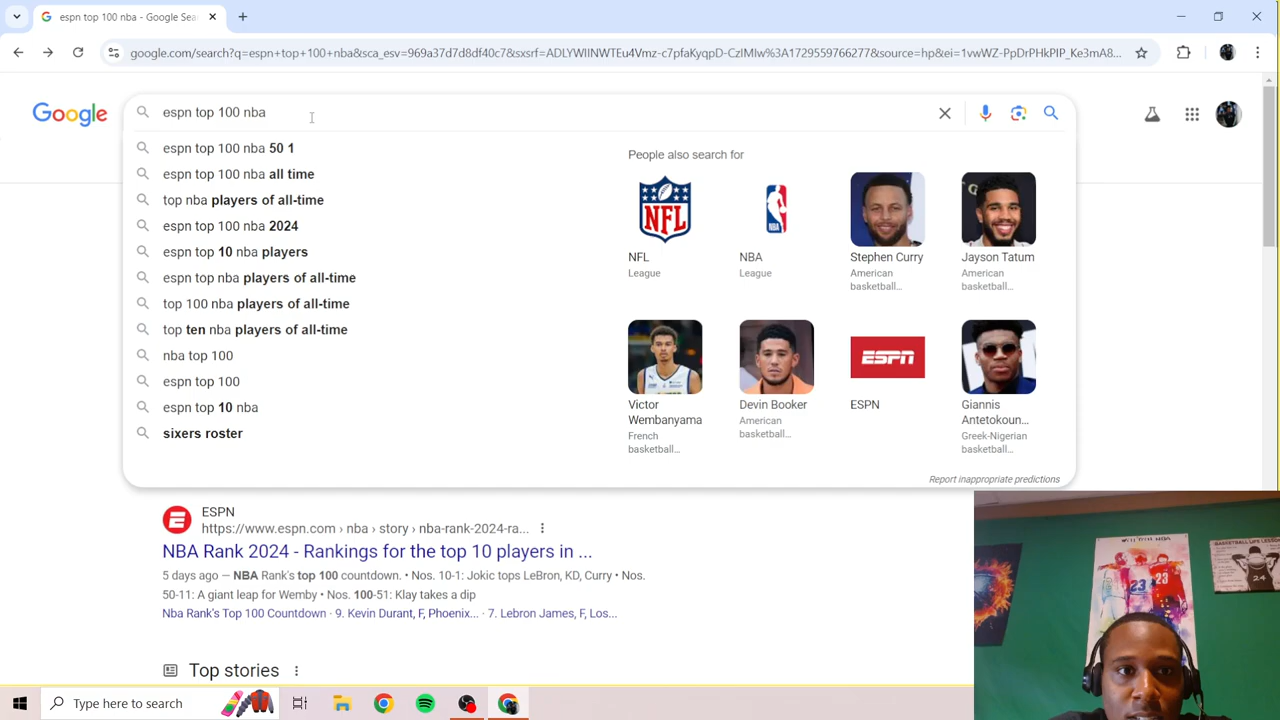 espn top 100 nba - Google Sear
google.com/search?q=espn+top+100+nba&sca_esv=969a37d7d8df40c7&sxsrf=ADLYWIINWTEu4Vmz-c7pfaKyqpD-CzlMlw%3A1729559766277&source=hp&ei=1vwWZ-PpDrPHkPIP_Ke3mA8...
Google
espn top 100 nba
espn top 100 nba 50 1
espn top 100 nba all time
top nba players of all-time
espn top 100 nba 2024
espn top 10 nba players
espn top nba players of all-time
top 100 nba players of all-time
top ten nba players of all-time
nba top 100
espn top 100
espn top 10 nba
sixers roster
People also search for
NFL
NFL
League
NBA
League
Stephen Curry
American
basketball...
Jayson Tatum
American
basketball...
Victor
Wembanyama
French
basketball...
Devin Booker
American
basketball...
ESPN
ESPN
Giannis
Antetokoun...
Greek-Nigerian
basketball...
Report inappropriate predictions
ESPN
https://www.espn.com › nba › story › nba-rank-2024-ra...
NBA Rank 2024 - Rankings for the top 10 players in ...
5 days ago — NBA Rank's top 100 countdown. • Nos. 10-1: Jokic tops LeBron, KD, Curry • Nos.
50-11: A giant leap for Wemby • Nos. 100-51: Klay takes a dip
Nba Rank's Top 100 Countdown · 9. Kevin Durant, F, Phoenix... · 7. Lebron James, F, Los...
Top stories
Type here to search
24
23
23